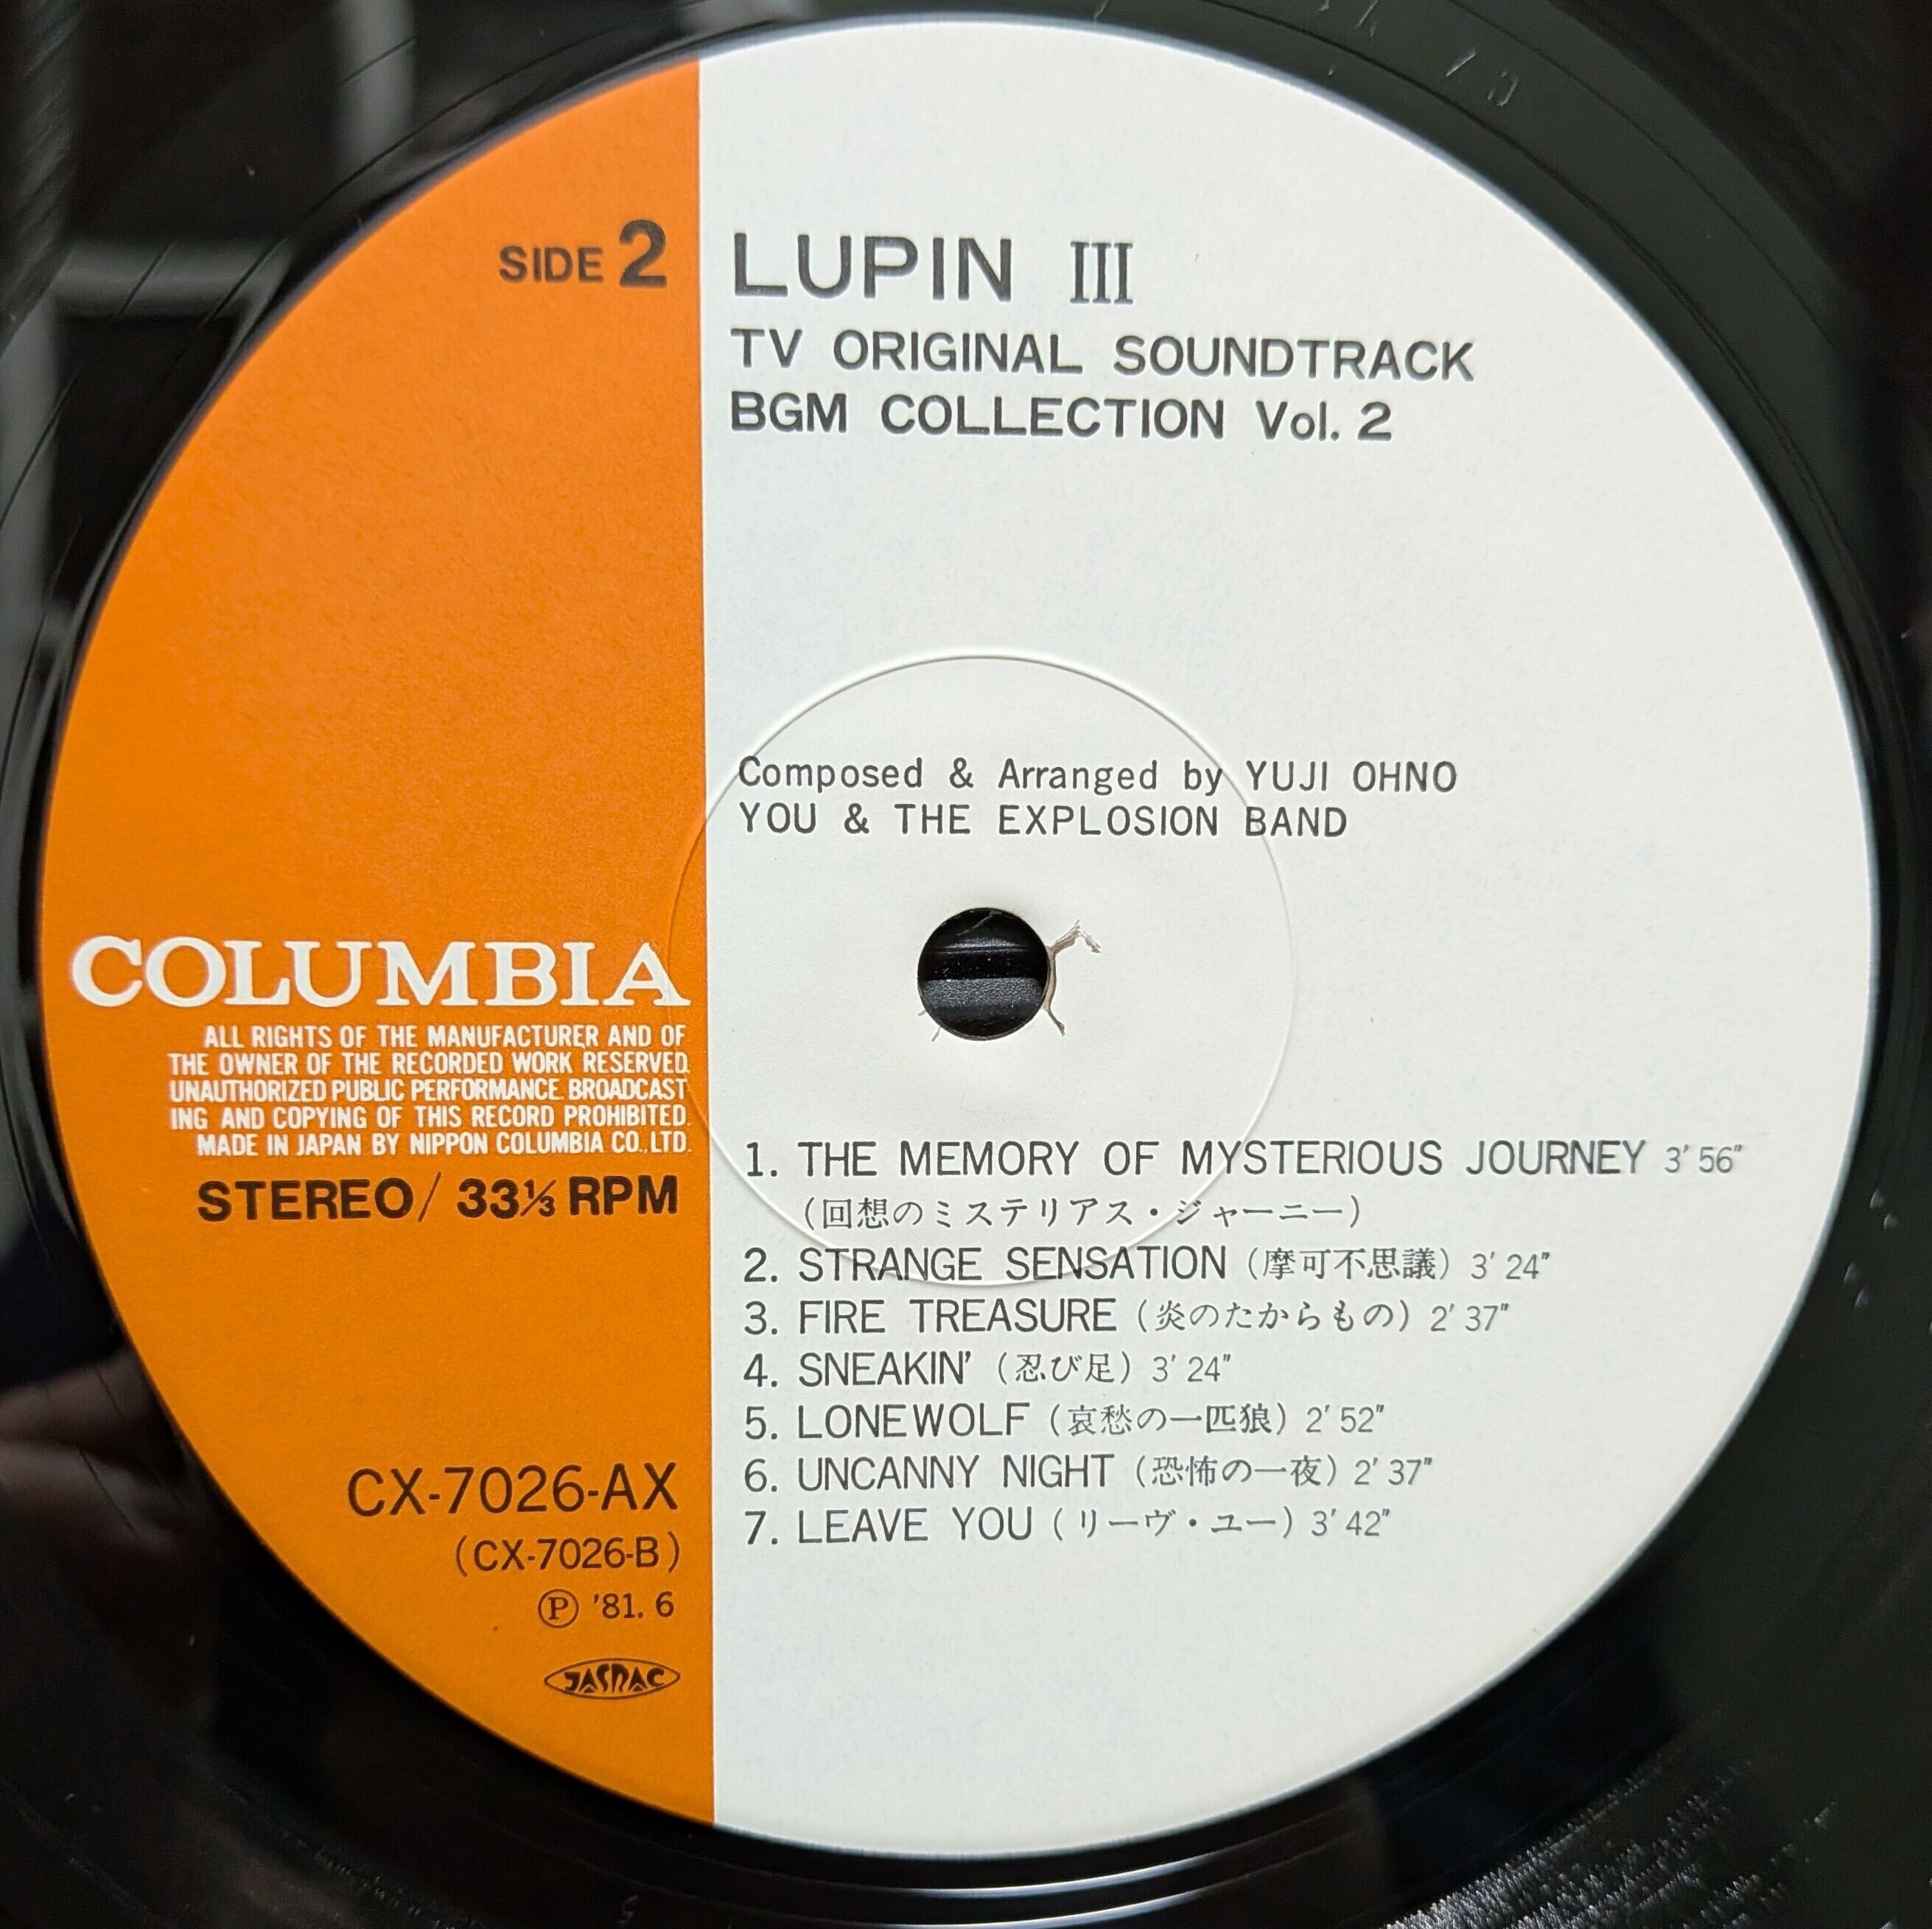 SIDE 2
LUPIN III
TV ORIGINAL SOUNDTRACK
BGM COLLECTION Vol. 2
Composed & Arranged by YUJI OHNO
YOU & THE EXPLOSION BAND
COLUMBIA
ALL RIGHTS OF THE MANUFACTURER AND OF
THE OWNER OF THE RECORDED WORK RESERVED.
UNAUTHORIZED PUBLIC PERFORMANCE. BROADCAST
ING AND COPYING OF THIS RECORD PROHIBITED.
MADE IN JAPAN BY NIPPON COLUMBIA CO., LTD.
STEREO/ 33⅓ RPM
1. THE MEMORY OF MYSTERIOUS JOURNEY 3′56″
(回想のミステリアス・ジャーニー)
2. STRANGE SENSATION (摩可不思議) 3′24″
3. FIRE TREASURE (炎のたからもの) 2′37″
4. SNEAKIN' (忍び足) 3′24″
5. LONEWOLF (哀愁の一匹狼) 2′52″
6. UNCANNY NIGHT (恐怖の一夜) 2′37″
7. LEAVE YOU (リーヴ・ユー) 3′42″
CX-7026-AX
(CX-7026-B)
Ⓟ '81. 6
JASRAC